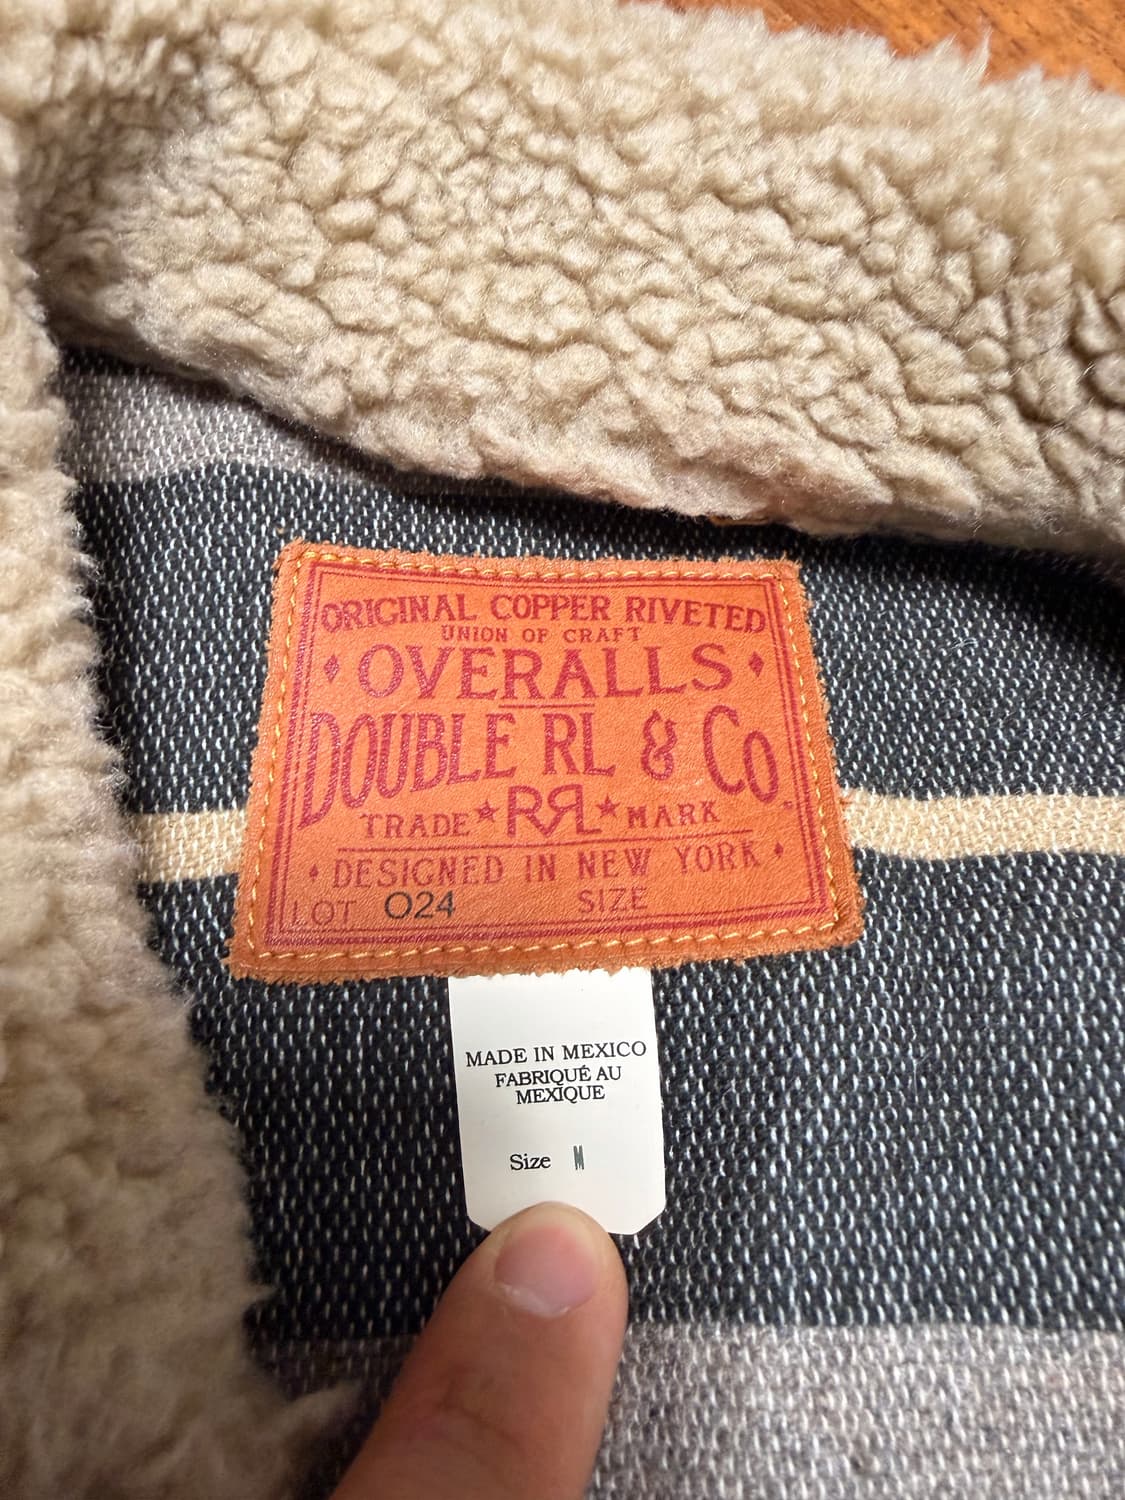 ORIGINAL COPPER RIVETED
UNION OF CRAFT
OVERALLS
DOUBLE RL & Co.
TRADE ★ RRL ★ MARK
DESIGNED IN NEW YORK
LOT 024 SIZE
MADE IN MEXICO
FABRIQUÉ AU
MEXIQUE
Size M